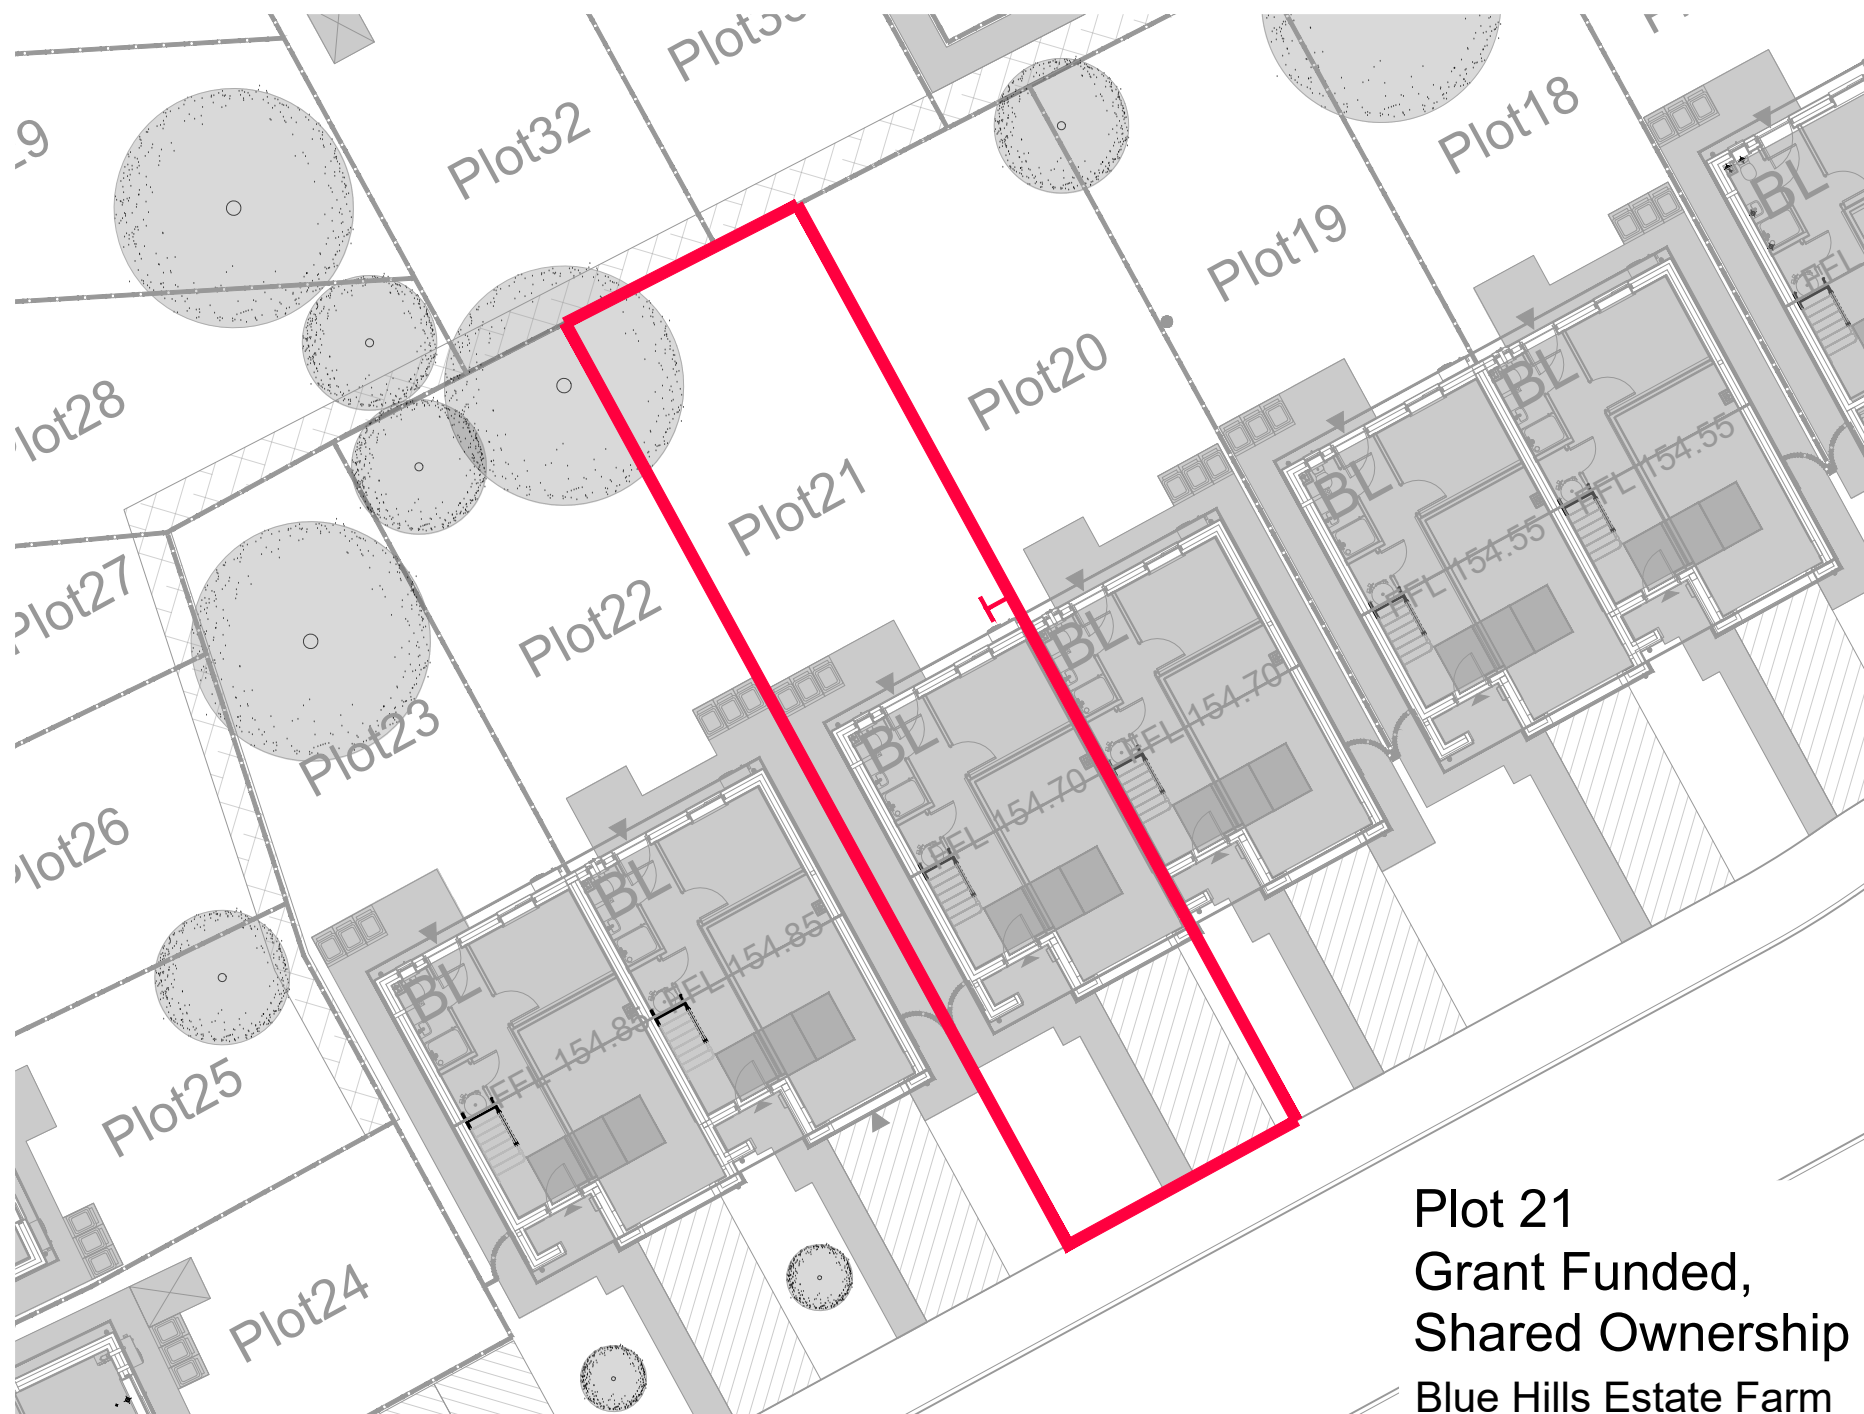 Plot32
Plot18
Plot19
Plot20
Plot21
Plot22
Plot23
Plot27
Plot25
Plot24
BL
BL
BL
BL
BL
BL
BL
FFL 154.55
FFL 154.55
FFL 154.70
FFL 154.70
FFL 154.85
FFL 154.85
FFL
Plot 21
Grant Funded,
Shared Ownership
Blue Hills Estate Farm